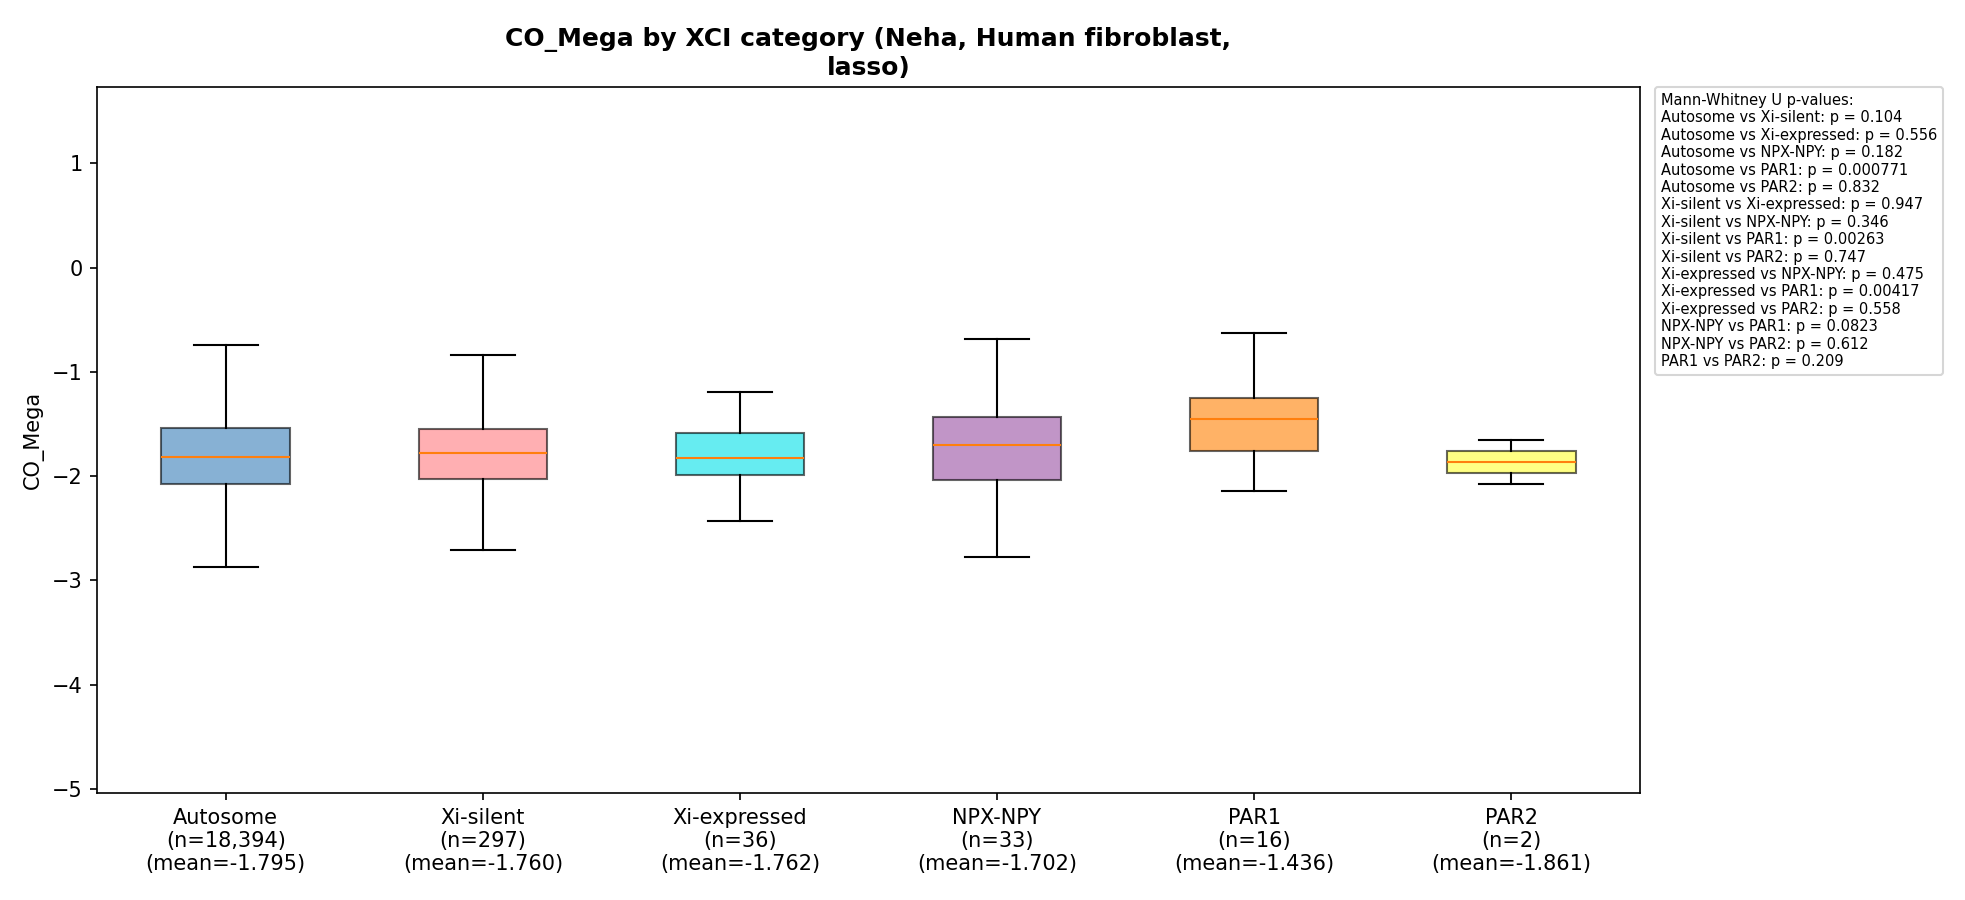 CO_Mega by XCI category (Neha, Human fibroblast,
lasso)
CO_Mega
1
0
−1
−2
−3
−4
−5
Autosome
(n=18,394)
(mean=-1.795)
Xi-silent
(n=297)
(mean=-1.760)
Xi-expressed
(n=36)
(mean=-1.762)
NPX-NPY
(n=33)
(mean=-1.702)
PAR1
(n=16)
(mean=-1.436)
PAR2
(n=2)
(mean=-1.861)
Mann-Whitney U p-values:
Autosome vs Xi-silent: p = 0.104
Autosome vs Xi-expressed: p = 0.556
Autosome vs NPX-NPY: p = 0.182
Autosome vs PAR1: p = 0.000771
Autosome vs PAR2: p = 0.832
Xi-silent vs Xi-expressed: p = 0.947
Xi-silent vs NPX-NPY: p = 0.346
Xi-silent vs PAR1: p = 0.00263
Xi-silent vs PAR2: p = 0.747
Xi-expressed vs NPX-NPY: p = 0.475
Xi-expressed vs PAR1: p = 0.00417
Xi-expressed vs PAR2: p = 0.558
NPX-NPY vs PAR1: p = 0.0823
NPX-NPY vs PAR2: p = 0.612
PAR1 vs PAR2: p = 0.209